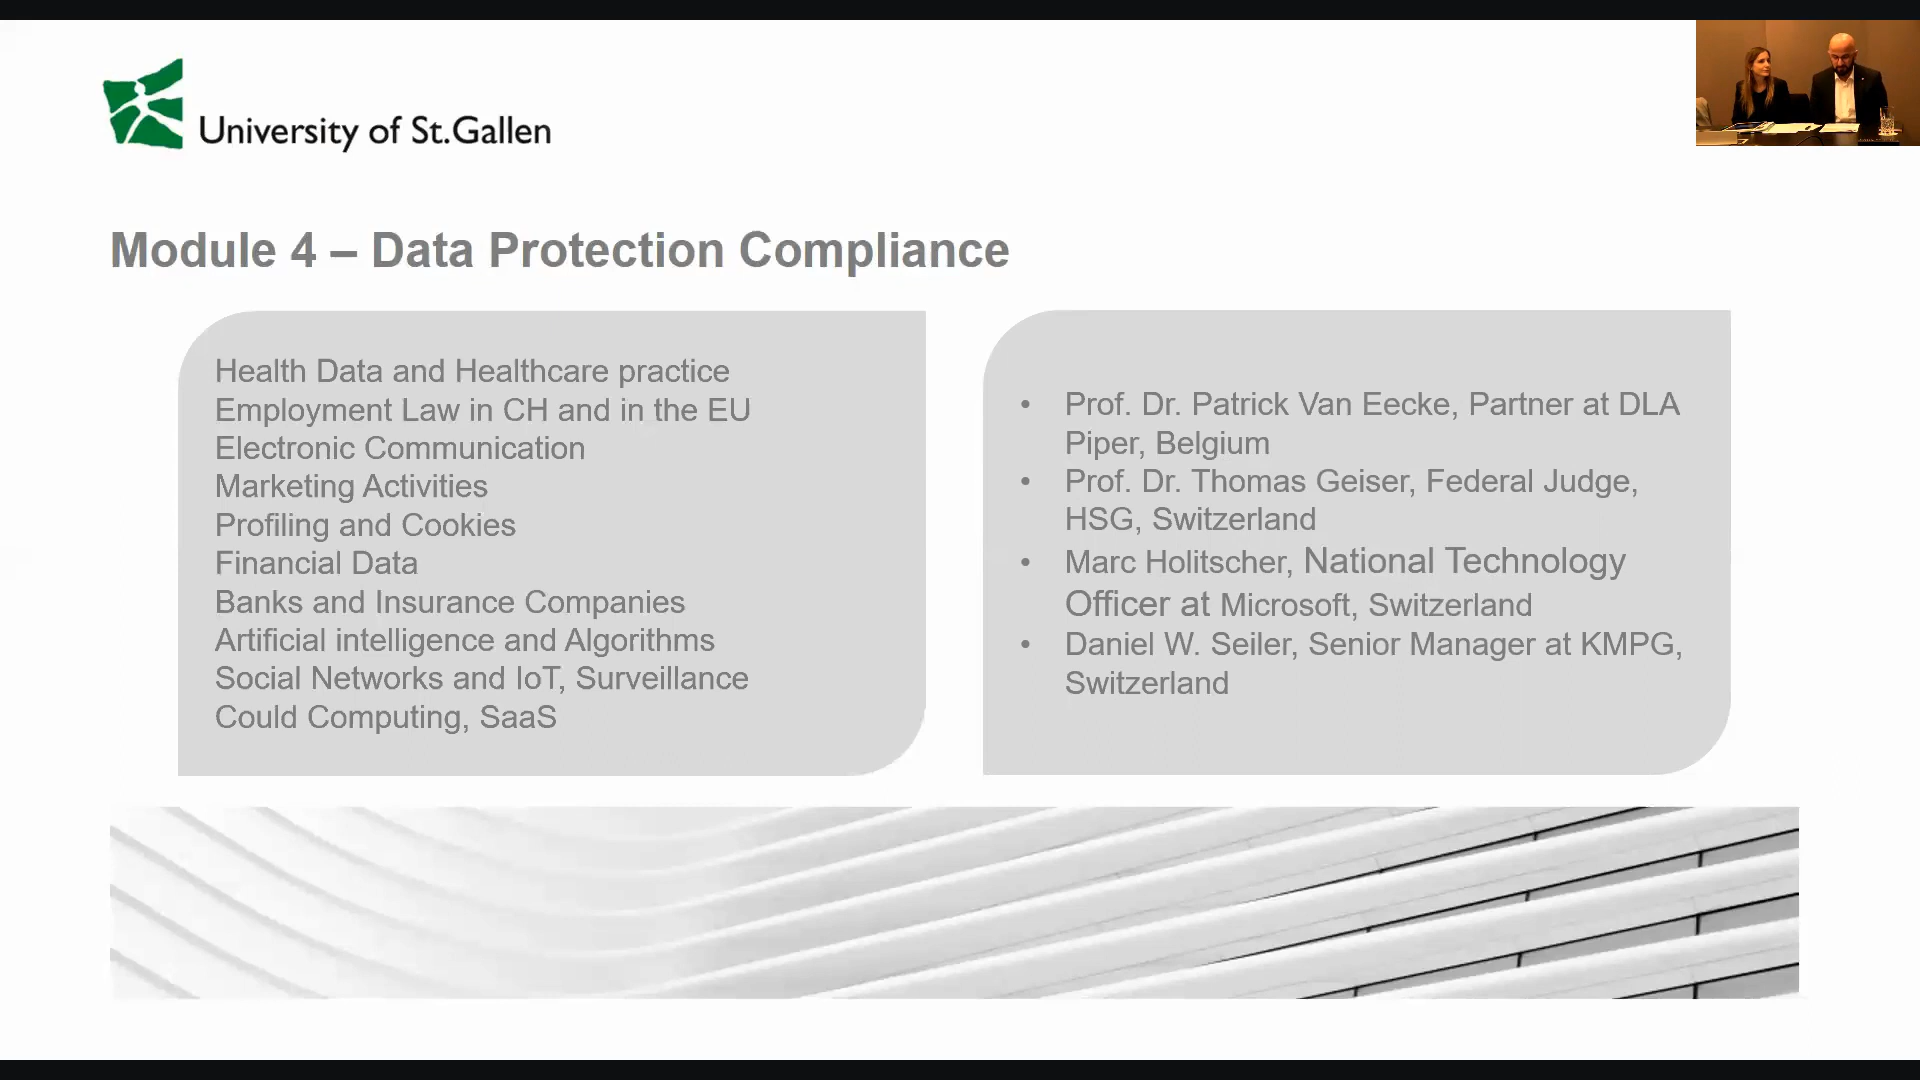 University of St.Gallen
Module 4 – Data Protection Compliance
Health Data and Healthcare practice
Employment Law in CH and in the EU
Electronic Communication
Marketing Activities
Profiling and Cookies
Financial Data
Banks and Insurance Companies
Artificial intelligence and Algorithms
Social Networks and IoT, Surveillance
Could Computing, SaaS
• Prof. Dr. Patrick Van Eecke, Partner at DLA
Piper, Belgium
• Prof. Dr. Thomas Geiser, Federal Judge,
HSG, Switzerland
• Marc Holitscher, National Technology
Officer at Microsoft, Switzerland
• Daniel W. Seiler, Senior Manager at KMPG,
Switzerland